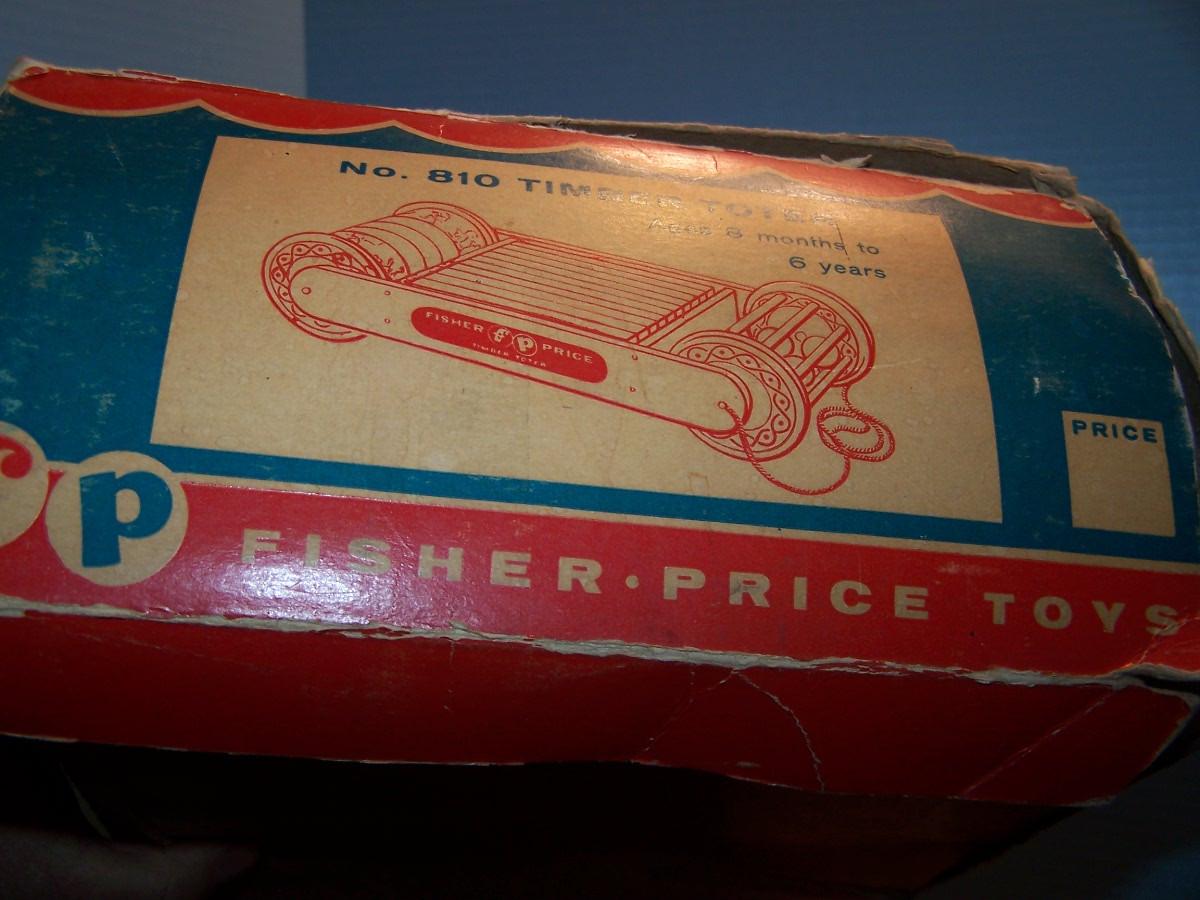 No. 810 TIMBER TOTER
Ages 8 months to
6 years
FISHER fp PRICE
TIMBER TOTER
PRICE
fp
FISHER·PRICE TOYS